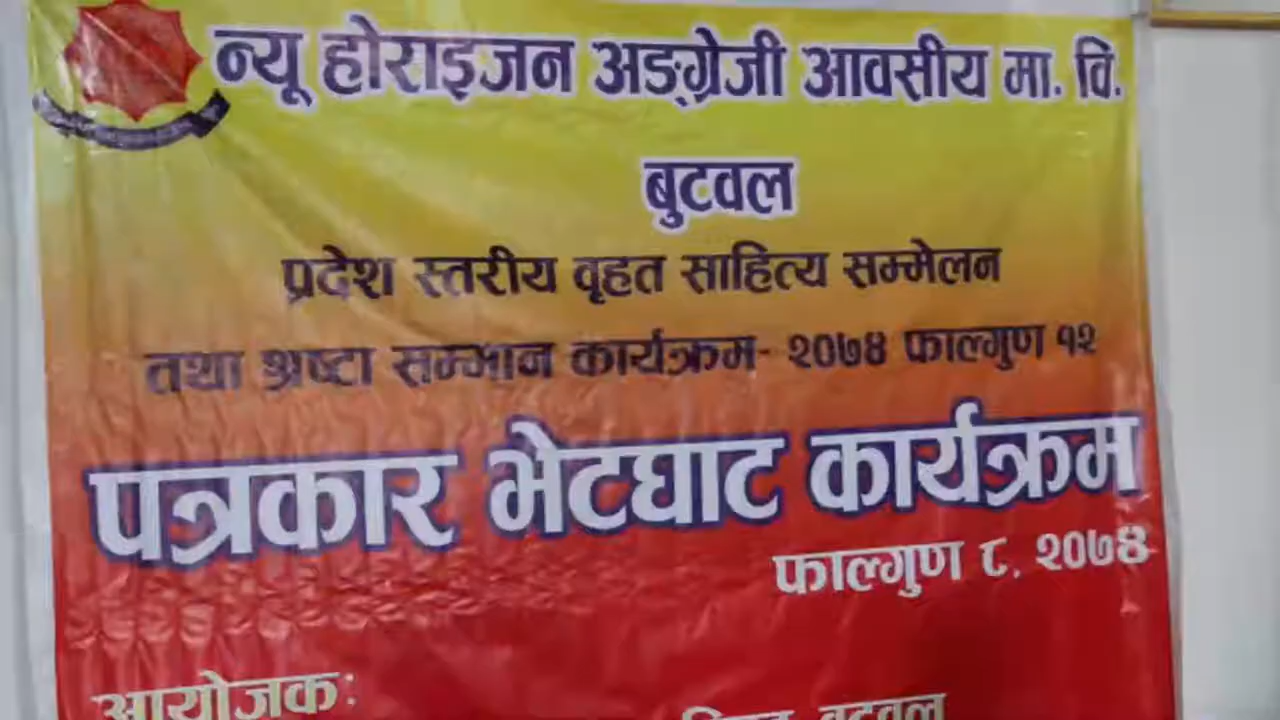 न्यू होराइजन अङ्ग्रेजी आवसीय मा. वि.
बुटवल
प्रदेश स्तरीय वृहत साहित्य सम्मेलन
तथा श्रष्टा सम्मान कार्यक्रम- २०७४ फाल्गुण १२
पत्रकार भेटघाट कार्यक्रम
फाल्गुण ८, २०७४
आयोजक:
बुटवल